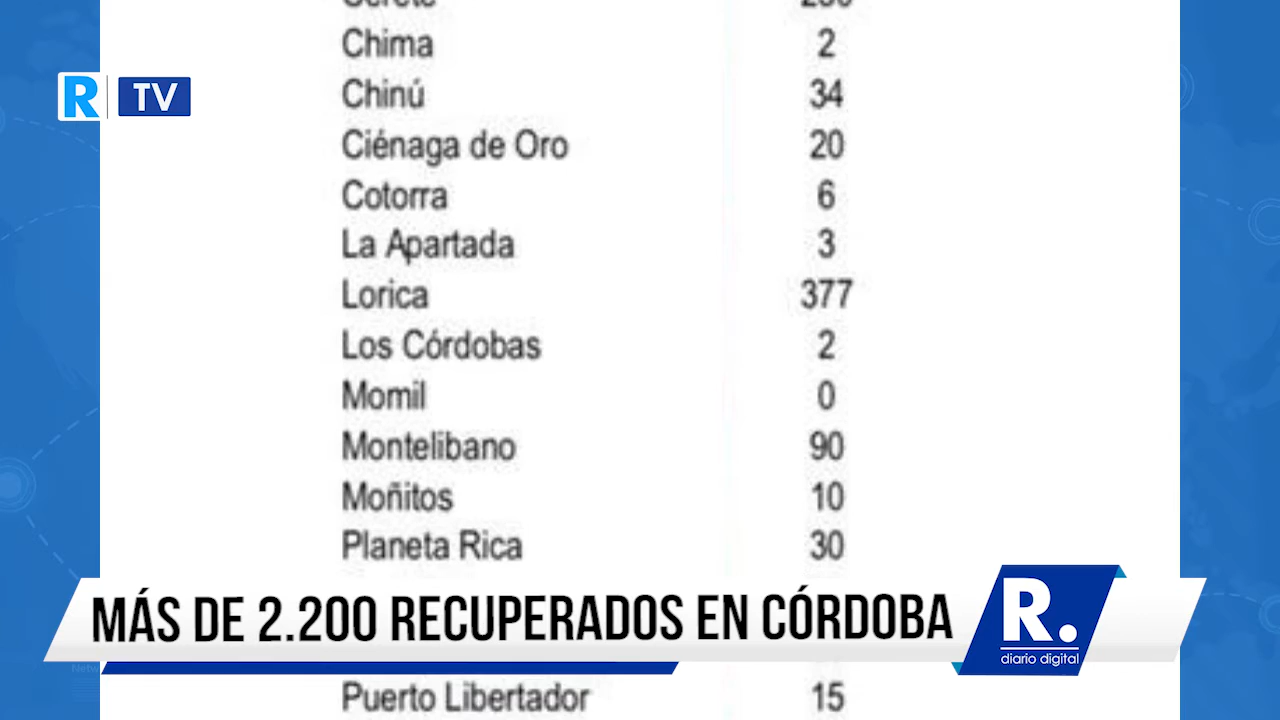 Chima 2
R TV
Chinú 34
Ciénaga de Oro 20
Cotorra 6
La Apartada 3
Lorica 377
Los Córdobas 2
Momil 0
Montelibano 90
Moñitos 10
Planeta Rica 30
MÁS DE 2.200 RECUPERADOS EN CÓRDOBA
R.
diario digital
Puerto Libertador 15